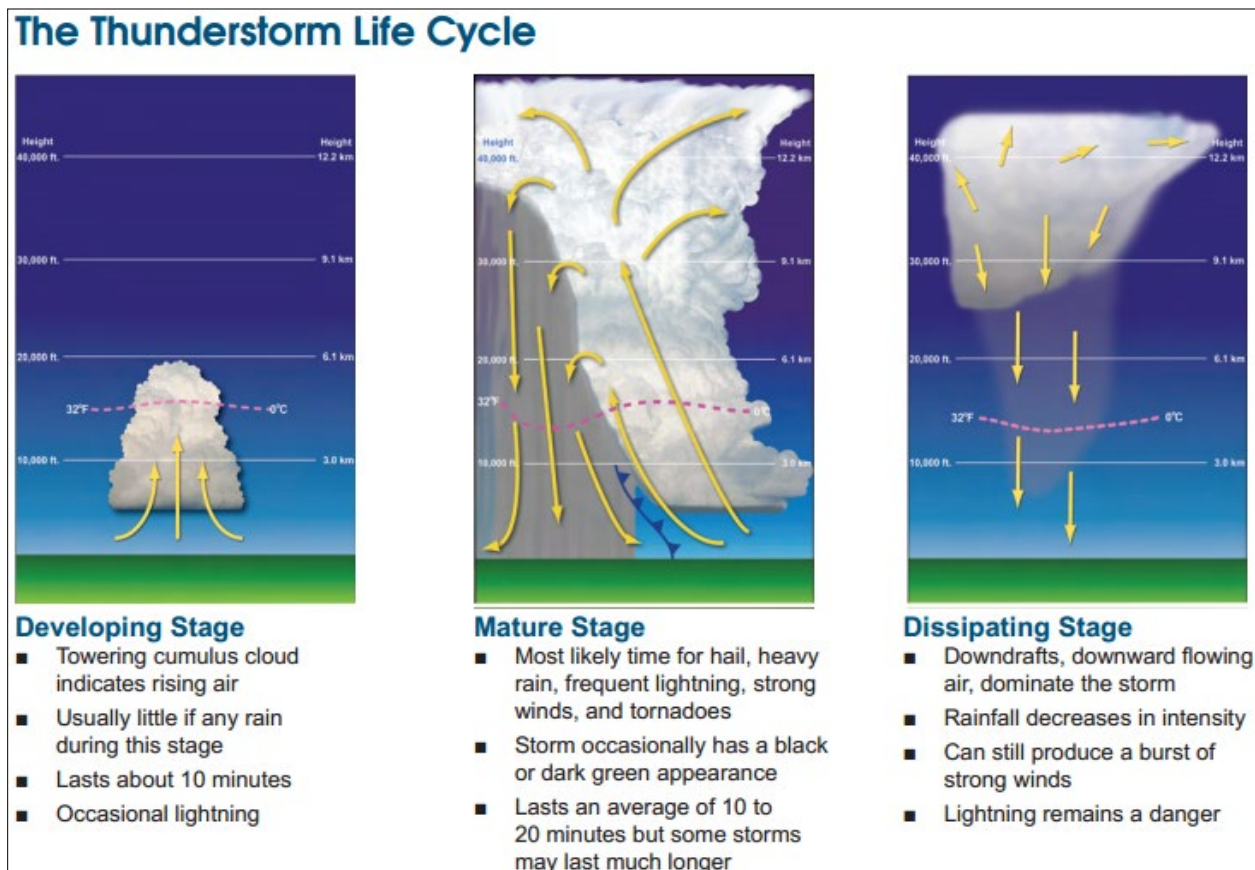 The Thunderstorm Life Cycle
Height
Height
40,000 ft.
12.2 km
30,000 ft.
9.1 km
20,000 ft.
6.1 km
32°F
-0°C
10,000 ft.
3.0 km
Developing Stage
■ Towering cumulus cloud
indicates rising air
■ Usually little if any rain
during this stage
■ Lasts about 10 minutes
■ Occasional lightning
Height
Height
40,000 ft.
12.2 km
30,000 ft.
9.1 km
20,000 ft.
6.1 km
32°F
0°C
10,000 ft.
3.0 km
Mature Stage
■ Most likely time for hail, heavy
rain, frequent lightning, strong
winds, and tornadoes
■ Storm occasionally has a black
or dark green appearance
■ Lasts an average of 10 to
20 minutes but some storms
may last much longer
Height
Height
40,000 ft.
12.2 km
30,000 ft.
9.1 km
20,000 ft.
6.1 km
32°F
0°C
10,000 ft.
3.0 km
Dissipating Stage
■ Downdrafts, downward flowing
air, dominate the storm
■ Rainfall decreases in intensity
■ Can still produce a burst of
strong winds
■ Lightning remains a danger